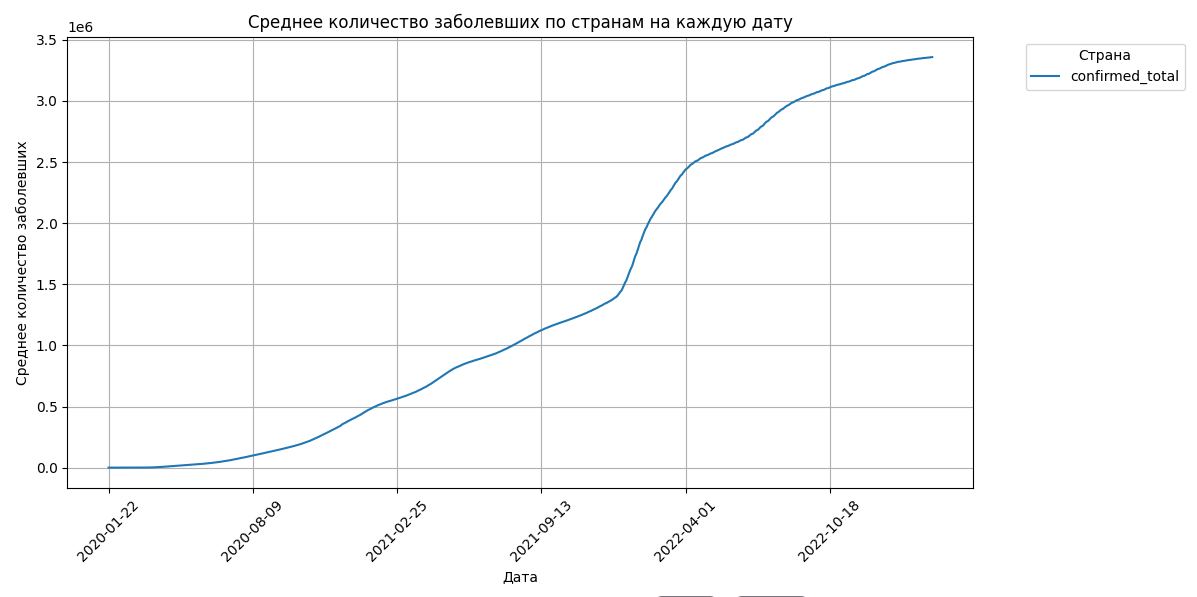 Среднее количество заболевших по странам на каждую дату
1e6
3.5
3.0
2.5
2.0
1.5
1.0
0.5
0.0
Среднее количество заболевших
2020-01-22
2020-08-09
2021-02-25
2021-09-13
2022-04-01
2022-10-18
Дата
Страна
confirmed_total